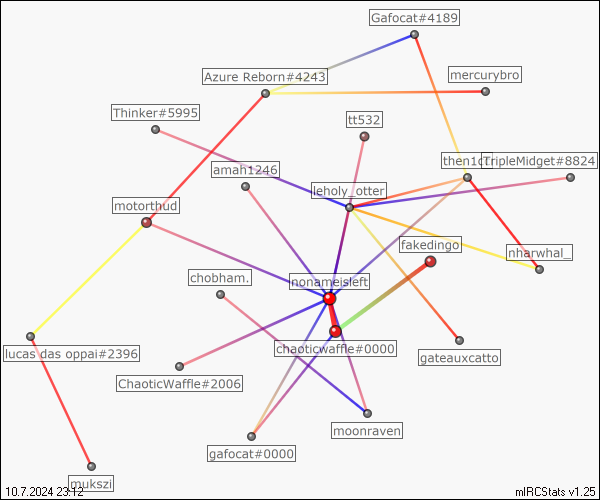 Gafocat#4189
Azure Reborn#4243
mercurybro
Thinker#5995
tt532
then1c
TripleMidget#8824
amah1246
leholy_otter
motorthud
fakedingo
nharwhal_
chobham.
nonameisleft
chaoticwaffle#0000
lucas das oppai#2396
gateauxcatto
ChaoticWaffle#2006
moonraven
gafocat#0000
mukszi
10.7.2024 23:12
mIRCStats v1.25